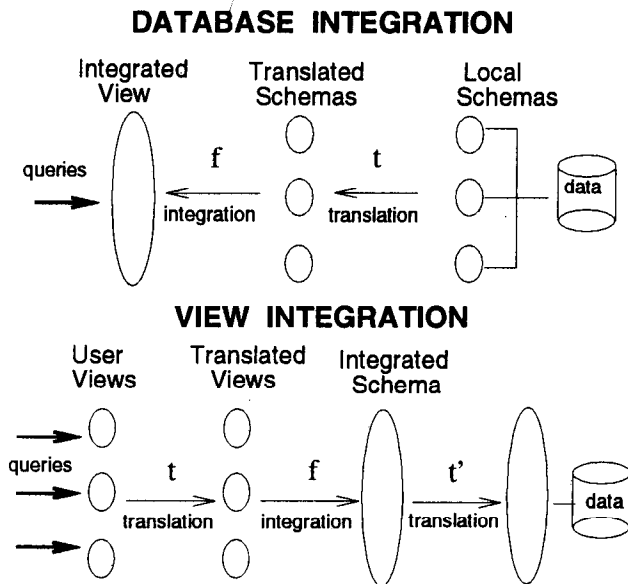 DATABASE INTEGRATION
Integrated View
Translated Schemas
Local Schemas
queries
f
integration
t
translation
data
VIEW INTEGRATION
User Views
Translated Views
Integrated Schema
queries
t
translation
f
integration
t'
translation
data